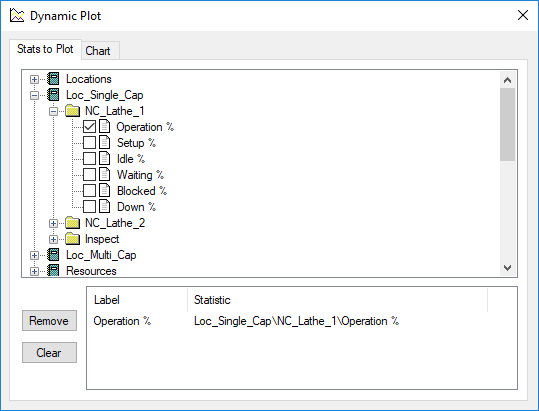 Dynamic Plot
Stats to Plot Chart
Locations
Loc_Single_Cap
NC_Lathe_1
Operation %
Setup %
Idle %
Waiting %
Blocked %
Down %
NC_Lathe_2
Inspect
Loc_Multi_Cap
Resources
Label Statistic
Remove Operation % Loc_Single_Cap\NC_Lathe_1\Operation %
Clear